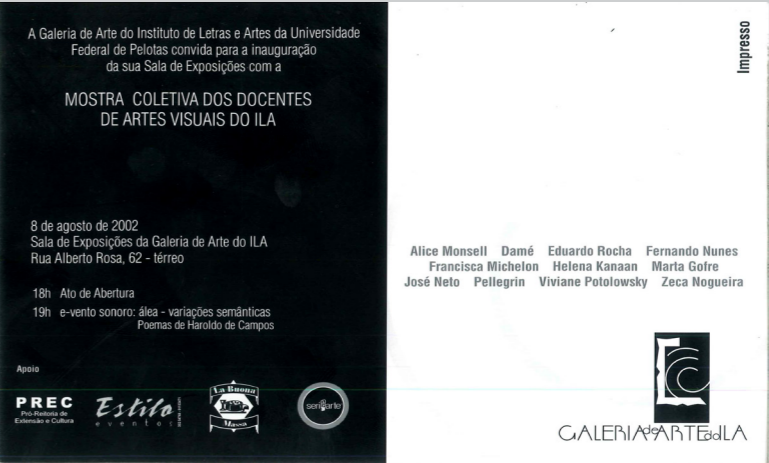 A Galeria de Arte do Instituto de Letras e Artes da Universidade
Federal de Pelotas convida para a inauguração
da sua Sala de Exposições com a
MOSTRA COLETIVA DOS DOCENTES
DE ARTES VISUAIS DO ILA
8 de agosto de 2002
Sala de Exposições da Galeria de Arte do ILA
Rua Alberto Rosa, 62 - térreo
18h Ato de Abertura
19h e-vento sonoro: álea - variações semânticas
Poemas de Haroldo de Campos
Apoio
PREC
Pró-Reitoria de
Extensão e Cultura
Estilo
eventos
La Buona
Massa
seriarte
Impresso
Alice Monsell Damé Eduardo Rocha Fernando Nunes
Francisca Michelon Helena Kanaan Marta Gofre
José Neto Pellegrin Viviane Potolowsky Zeca Nogueira
GALERIA de ARTE do ILA